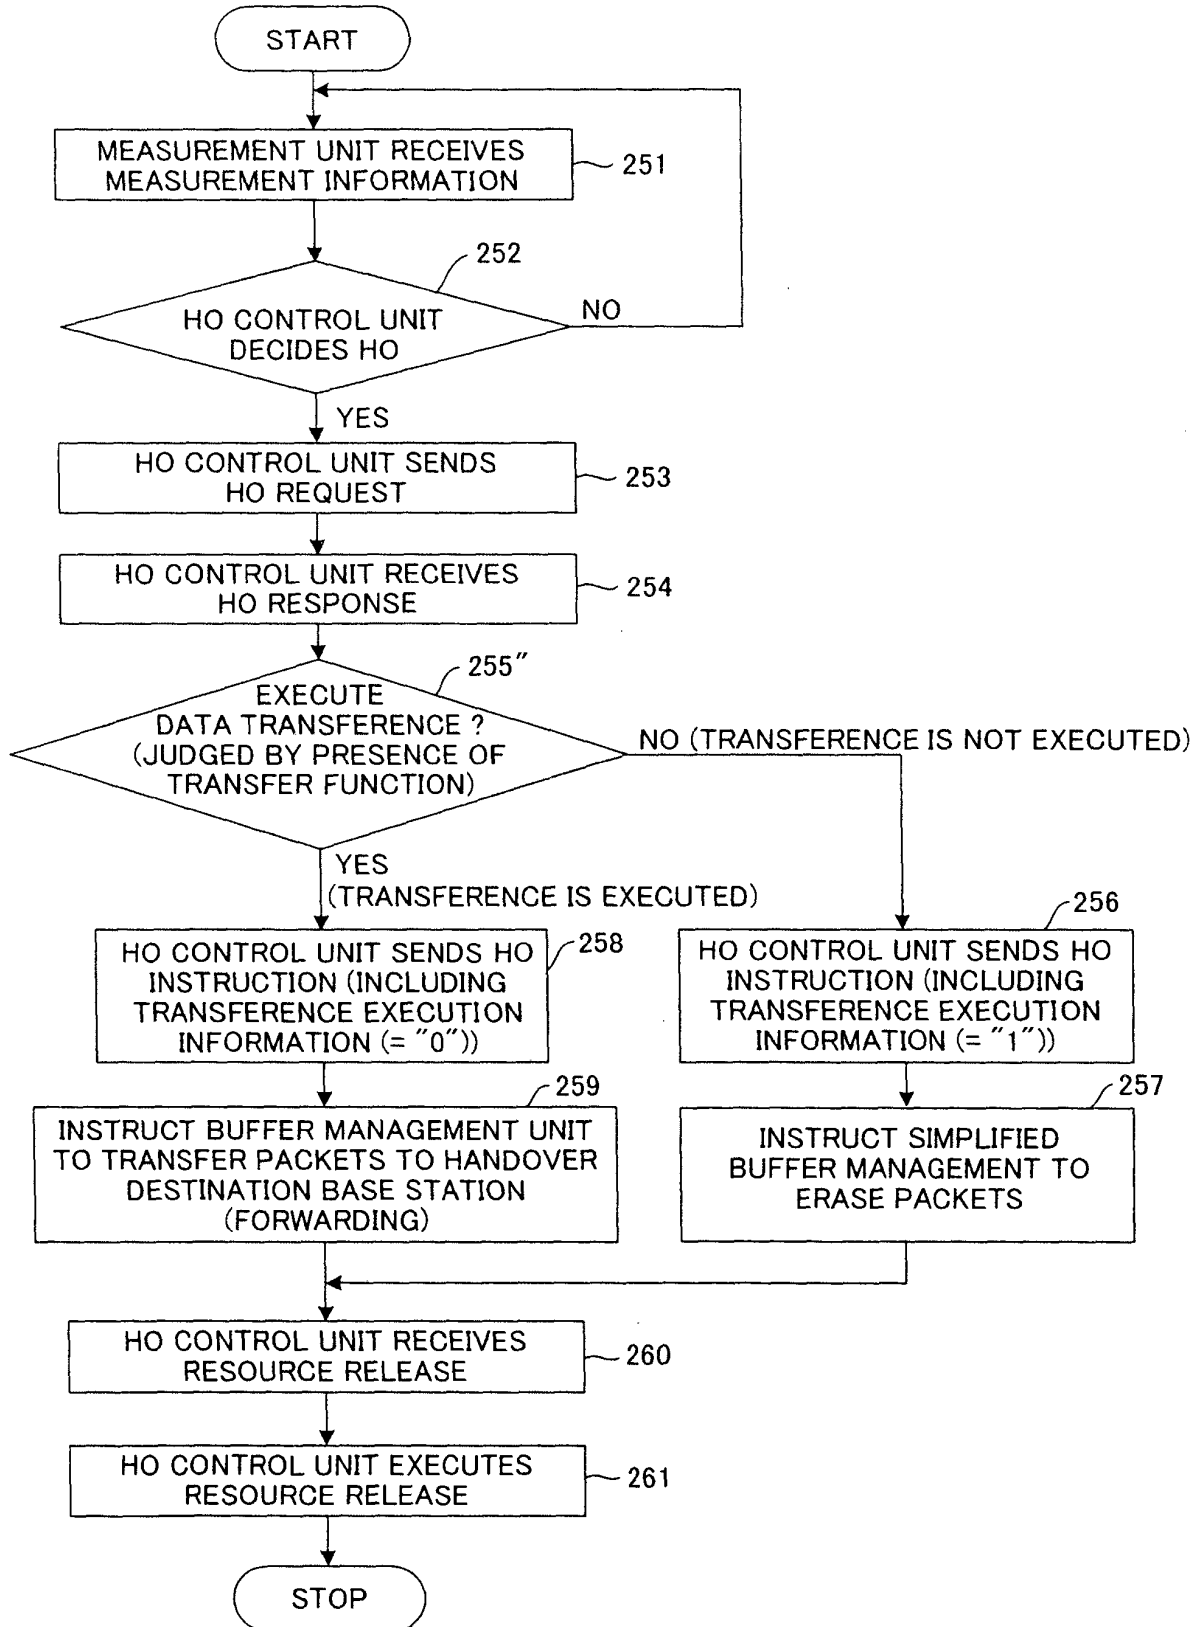 START
MEASUREMENT UNIT RECEIVES
MEASUREMENT INFORMATION
251
252
HO CONTROL UNIT
DECIDES HO
NO
YES
HO CONTROL UNIT SENDS
HO REQUEST
253
HO CONTROL UNIT RECEIVES
HO RESPONSE
254
255″
EXECUTE
DATA TRANSFERENCE ?
(JUDGED BY PRESENCE OF
TRANSFER FUNCTION)
NO (TRANSFERENCE IS NOT EXECUTED)
YES
(TRANSFERENCE IS EXECUTED)
258
HO CONTROL UNIT SENDS HO
INSTRUCTION (INCLUDING
TRANSFERENCE EXECUTION
INFORMATION (= ″0″))
256
HO CONTROL UNIT SENDS HO
INSTRUCTION (INCLUDING
TRANSFERENCE EXECUTION
INFORMATION (= ″1″))
259
INSTRUCT BUFFER MANAGEMENT UNIT
TO TRANSFER PACKETS TO HANDOVER
DESTINATION BASE STATION
(FORWARDING)
257
INSTRUCT SIMPLIFIED
BUFFER MANAGEMENT TO
ERASE PACKETS
HO CONTROL UNIT RECEIVES
RESOURCE RELEASE
260
HO CONTROL UNIT EXECUTES
RESOURCE RELEASE
261
STOP